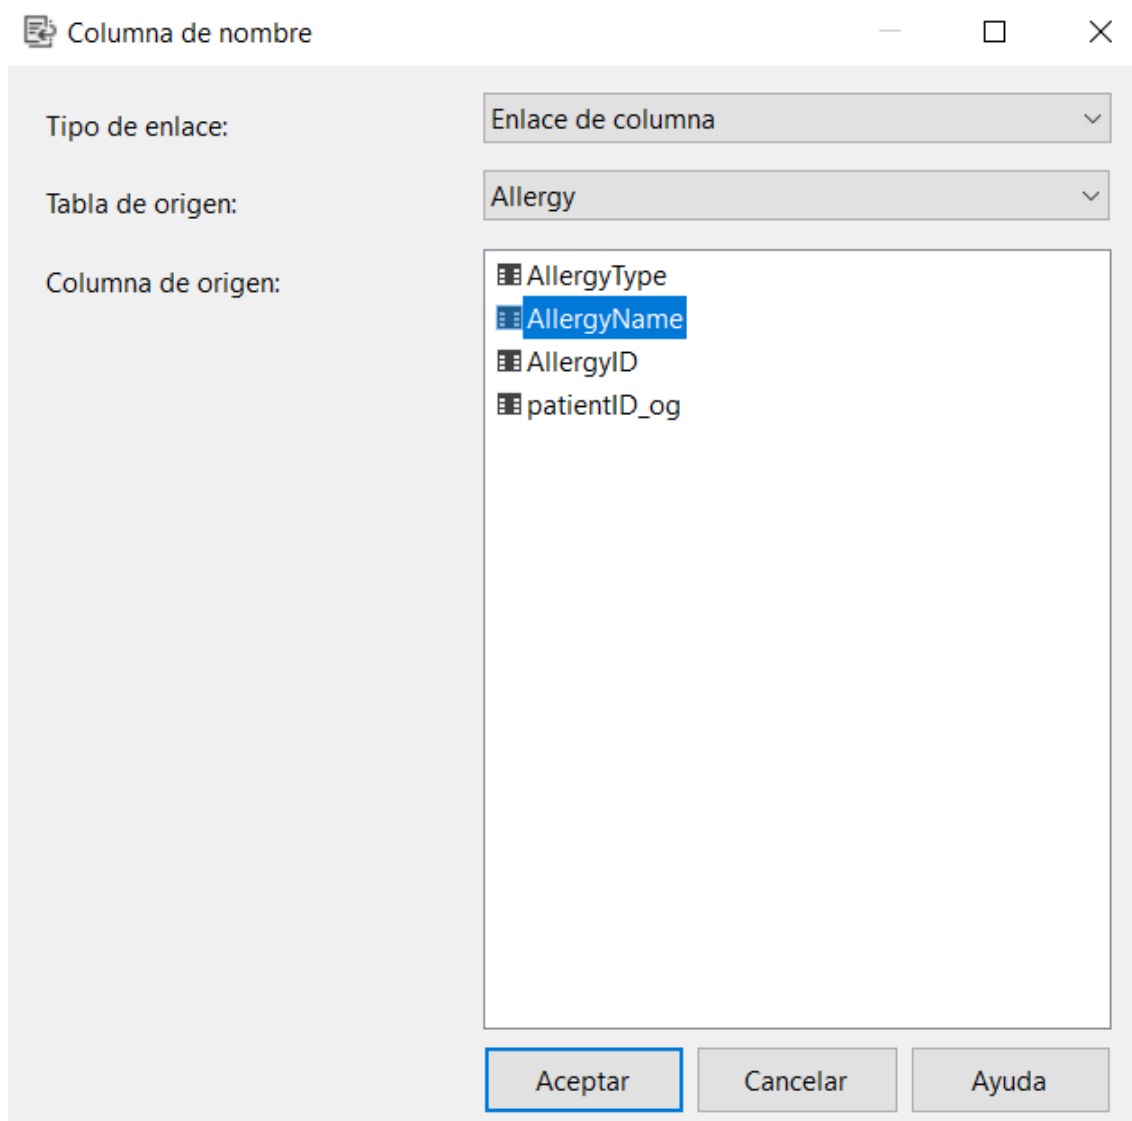 Columna de nombre
Tipo de enlace:
Enlace de columna
Tabla de origen:
Allergy
Columna de origen:
AllergyType
AllergyName
AllergyID
patientID_og
Aceptar
Cancelar
Ayuda